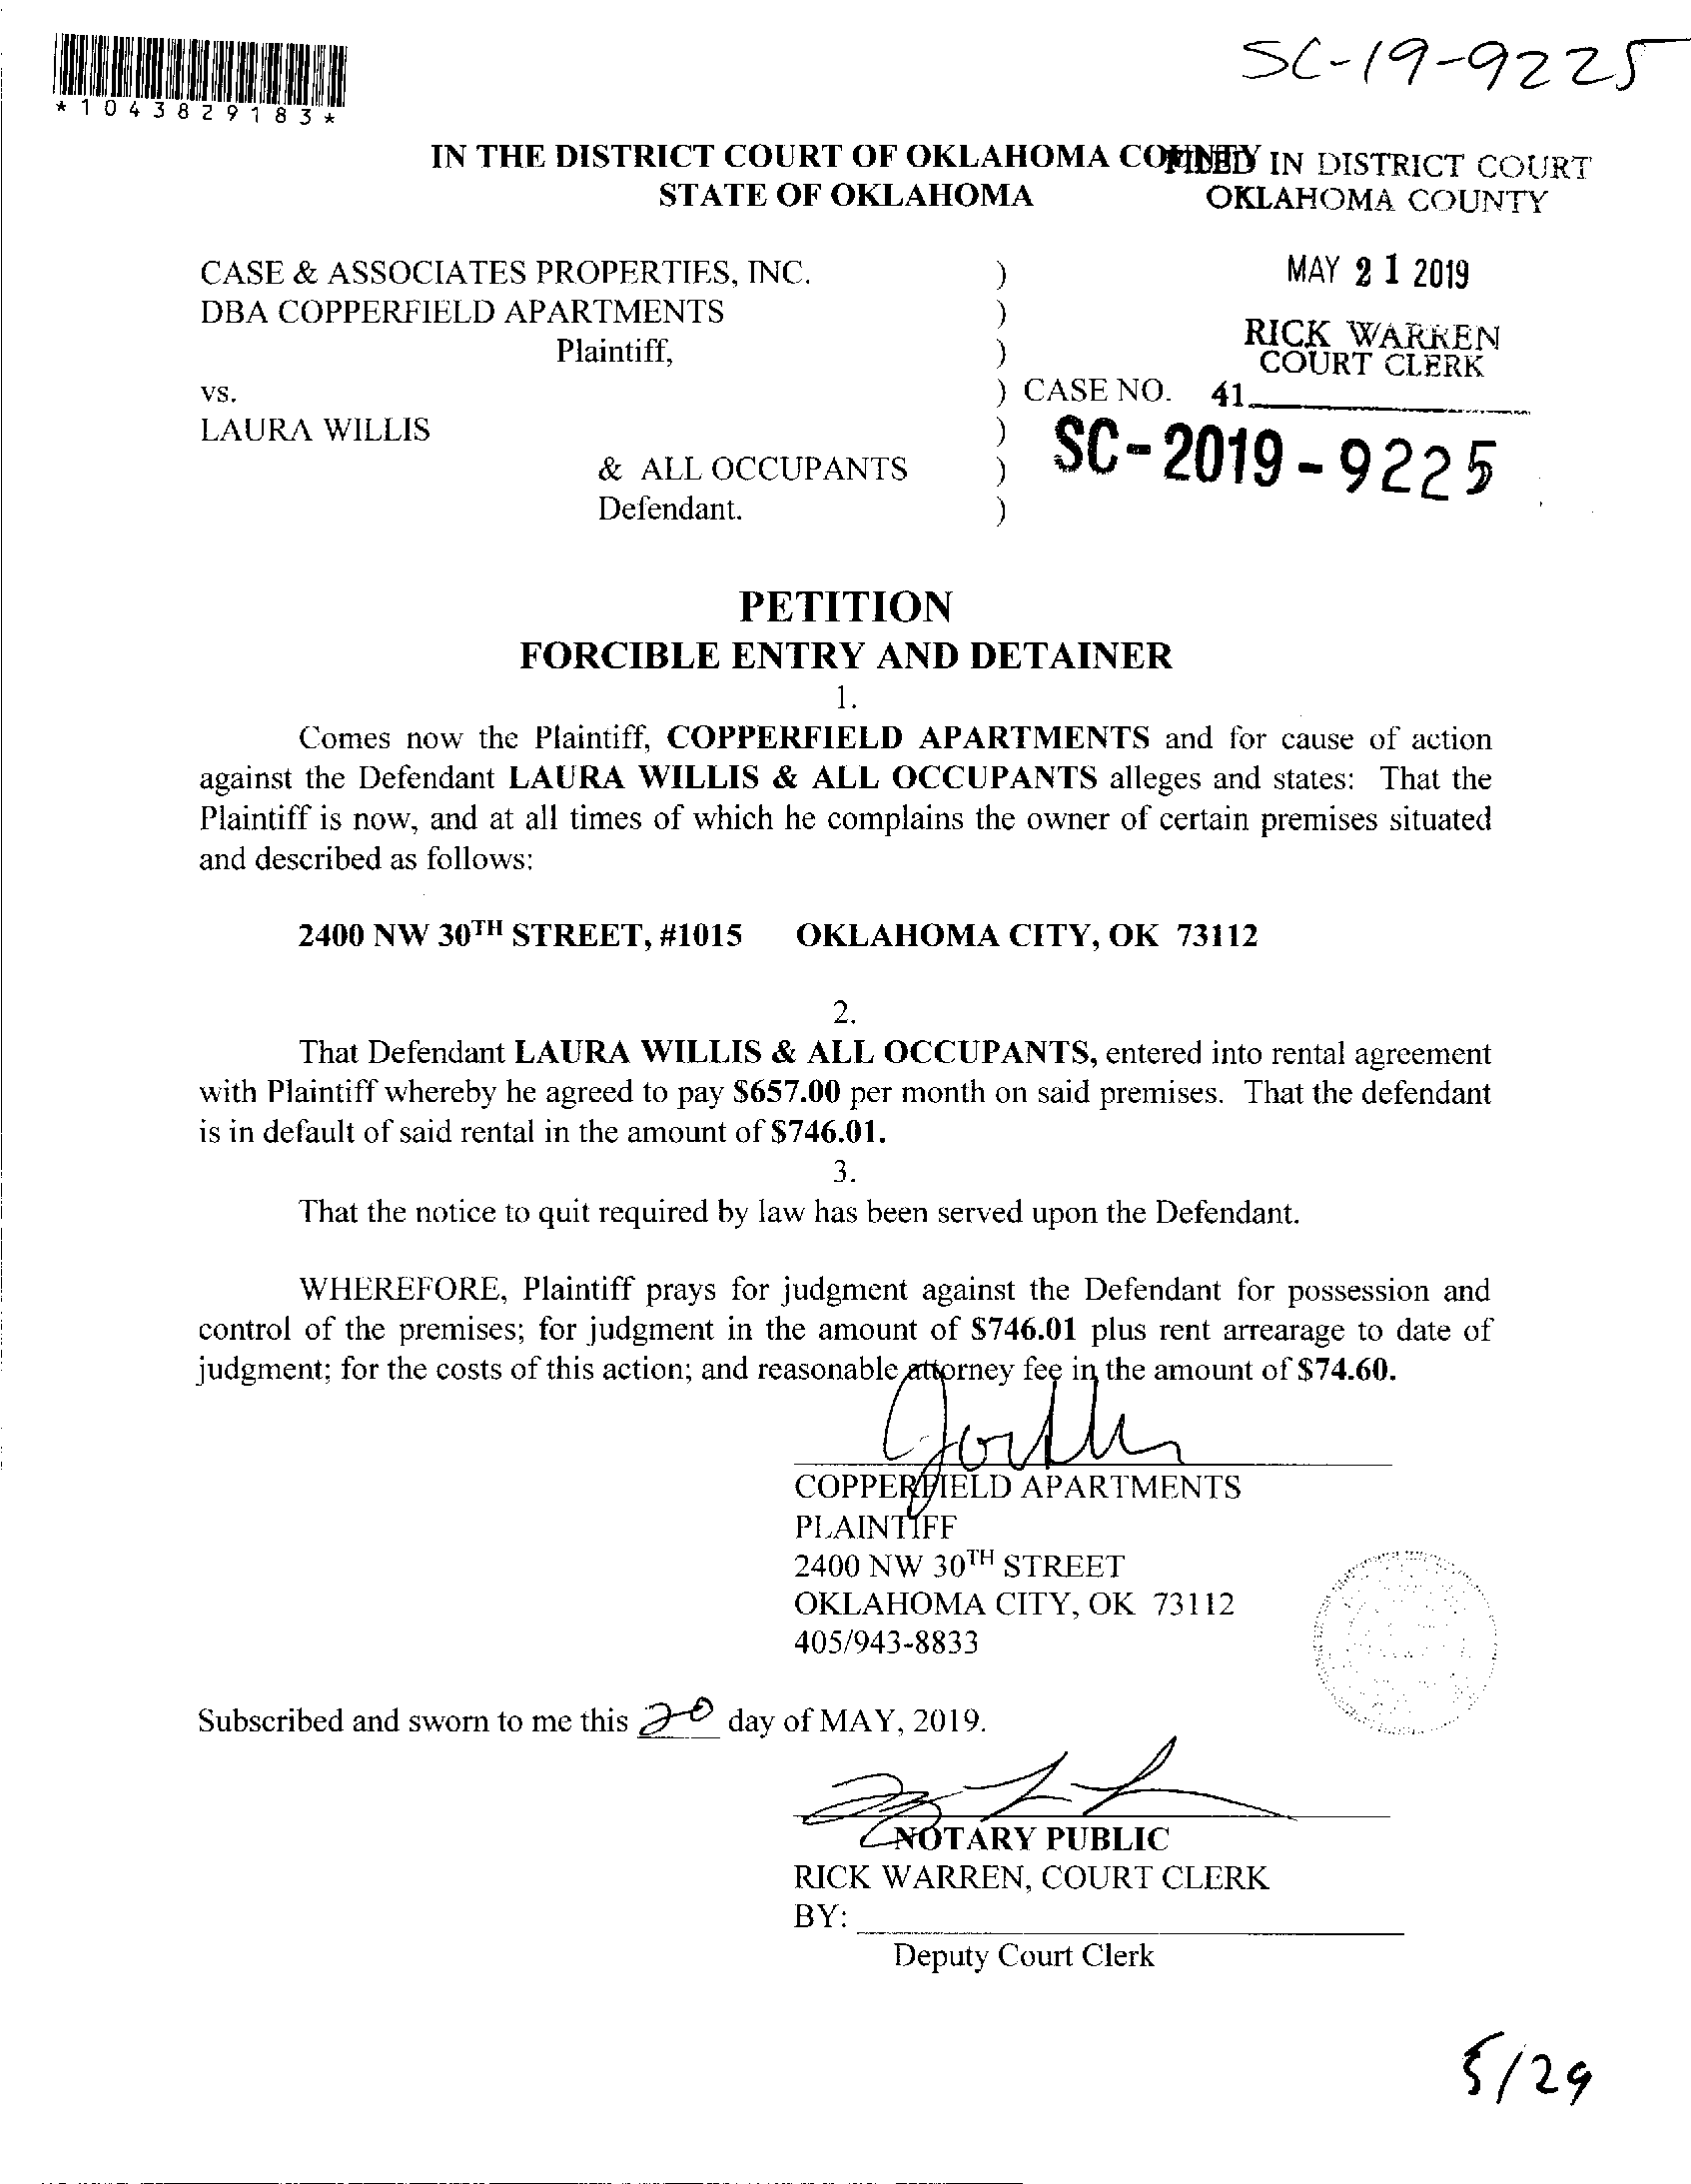 SC-19-9225
*1043829183*
IN THE DISTRICT COURT OF OKLAHOMA COUNTY
STATE OF OKLAHOMA
FILED IN DISTRICT COURT
OKLAHOMA COUNTY
MAY 21 2019
RICK WARREN
COURT CLERK
41
CASE & ASSOCIATES PROPERTIES, INC. )
DBA COPPERFIELD APARTMENTS )
Plaintiff, )
vs. ) CASE NO.
LAURA WILLIS )
SC-2019-9225
& ALL OCCUPANTS )
Defendant. )
PETITION
FORCIBLE ENTRY AND DETAINER
1.
Comes now the Plaintiff, COPPERFIELD APARTMENTS and for cause of action
against the Defendant LAURA WILLIS & ALL OCCUPANTS alleges and states: That the
Plaintiff is now, and at all times of which he complains the owner of certain premises situated
and described as follows:
2400 NW 30TH STREET, #1015 OKLAHOMA CITY, OK 73112
2.
That Defendant LAURA WILLIS & ALL OCCUPANTS, entered into rental agreement
with Plaintiff whereby he agreed to pay $657.00 per month on said premises. That the defendant
is in default of said rental in the amount of $746.01.
3.
That the notice to quit required by law has been served upon the Defendant.
WHEREFORE, Plaintiff prays for judgment against the Defendant for possession and
control of the premises; for judgment in the amount of $746.01 plus rent arrearage to date of
judgment; for the costs of this action; and reasonable attorney fee in the amount of $74.60.
COPPERFIELD APARTMENTS
PLAINTIFF
2400 NW 30TH STREET
OKLAHOMA CITY, OK 73112
405/943-8833
Subscribed and sworn to me this 20 day of MAY, 2019.
NOTARY PUBLIC
RICK WARREN, COURT CLERK
BY:
Deputy Court Clerk
5/29